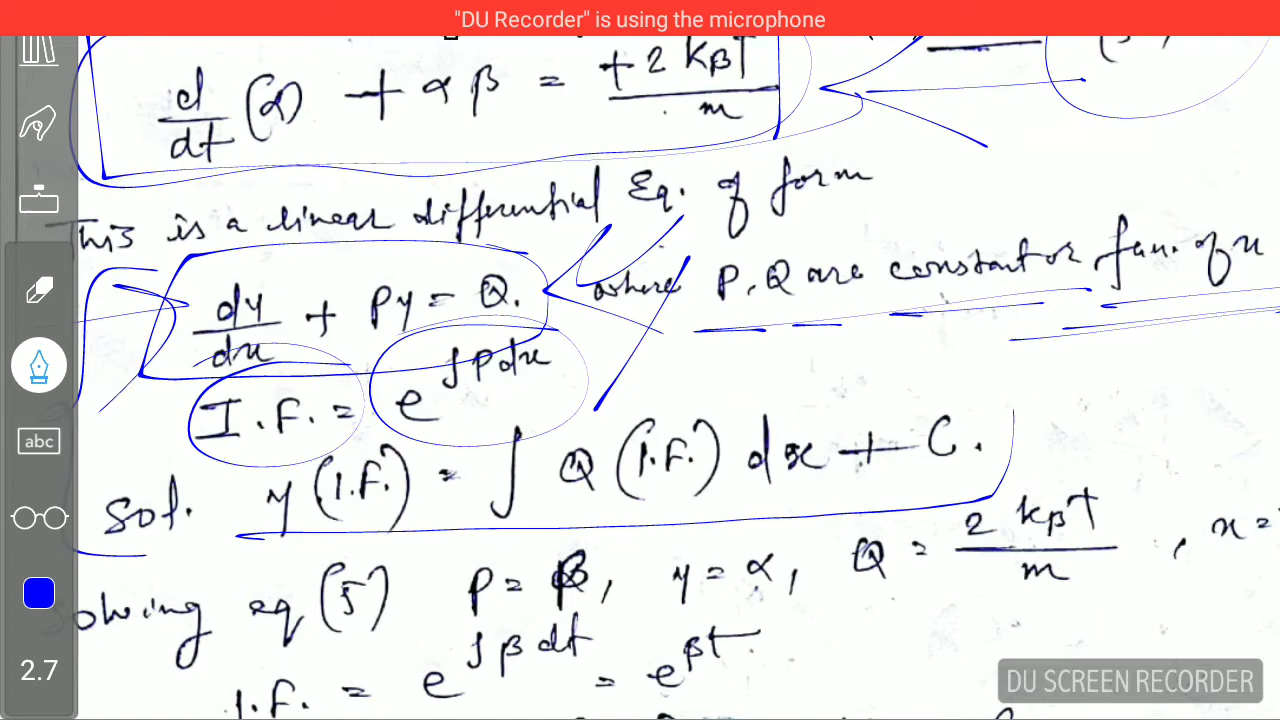 "DU Recorder" is using the microphone
d/dt (α) + α β = +2 kβT / m
This is a linear differential Eq. of form
dy/dx + Py = Q. where P, Q are constant or fun. of x
I.F. = e^∫Pdx
Sol. y (I.F.) = ∫ Q (I.F.) dx + C.
solving eq (5) P = β, y = α, Q = 2 kβT / m , x =
I.F. = e^∫β dt = e^βt
abc
2.7
DU SCREEN RECORDER